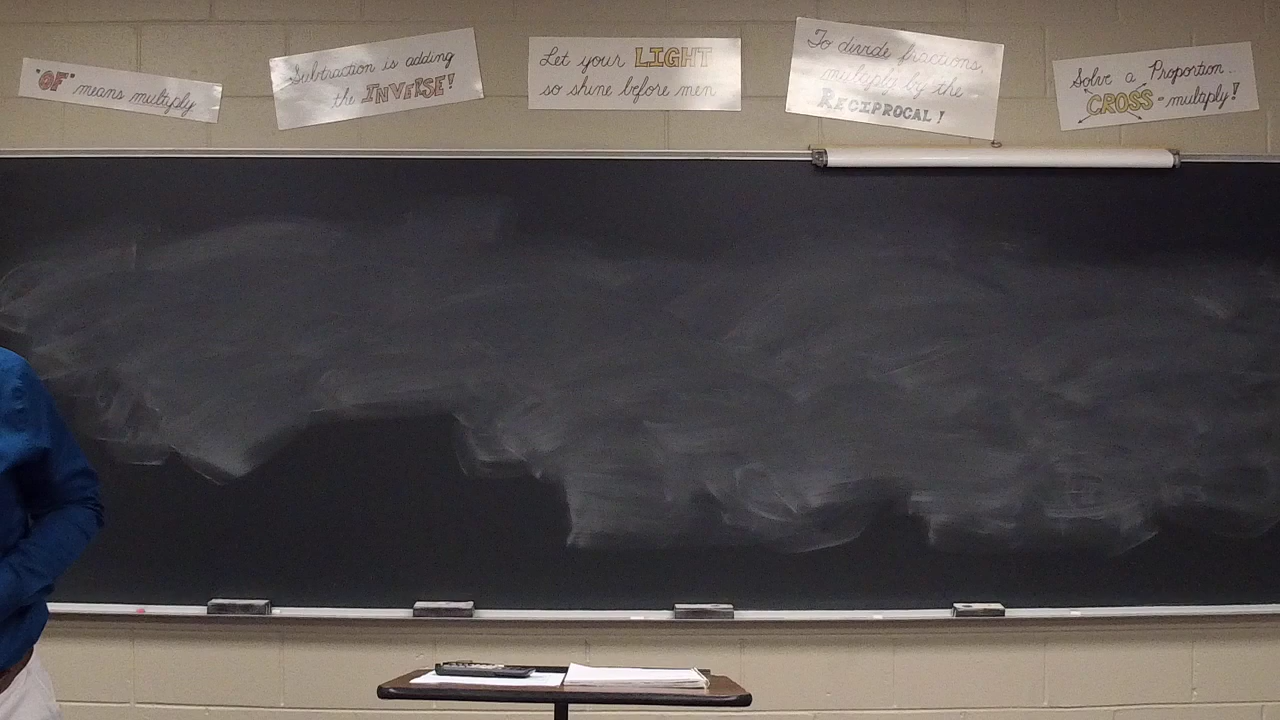 "OF" means multiply
Subtraction is adding
the INVERSE!
Let your LIGHT
so shine before men
To divide fractions,
multiply by the
RECIPROCAL!
Solve a Proportion...
CROSS-multiply!